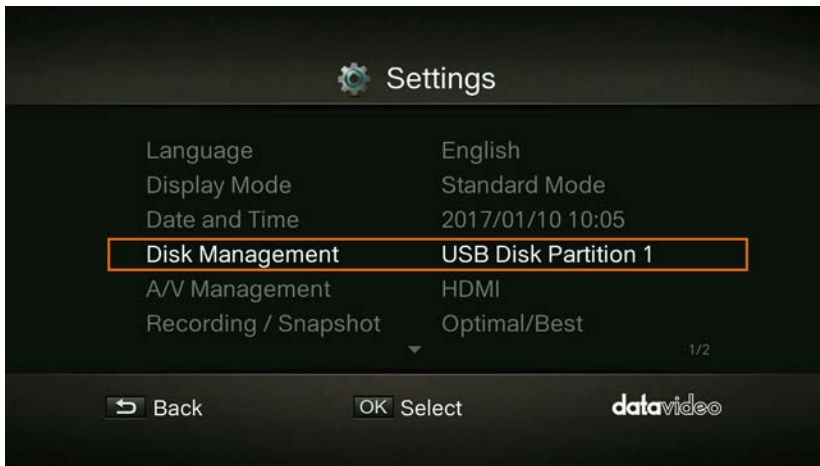 Settings
Language English
Display Mode Standard Mode
Date and Time 2017/01/10 10:05
Disk Management USB Disk Partition 1
A/V Management HDMI
Recording / Snapshot Optimal/Best
1/2
Back OK Select datavideo